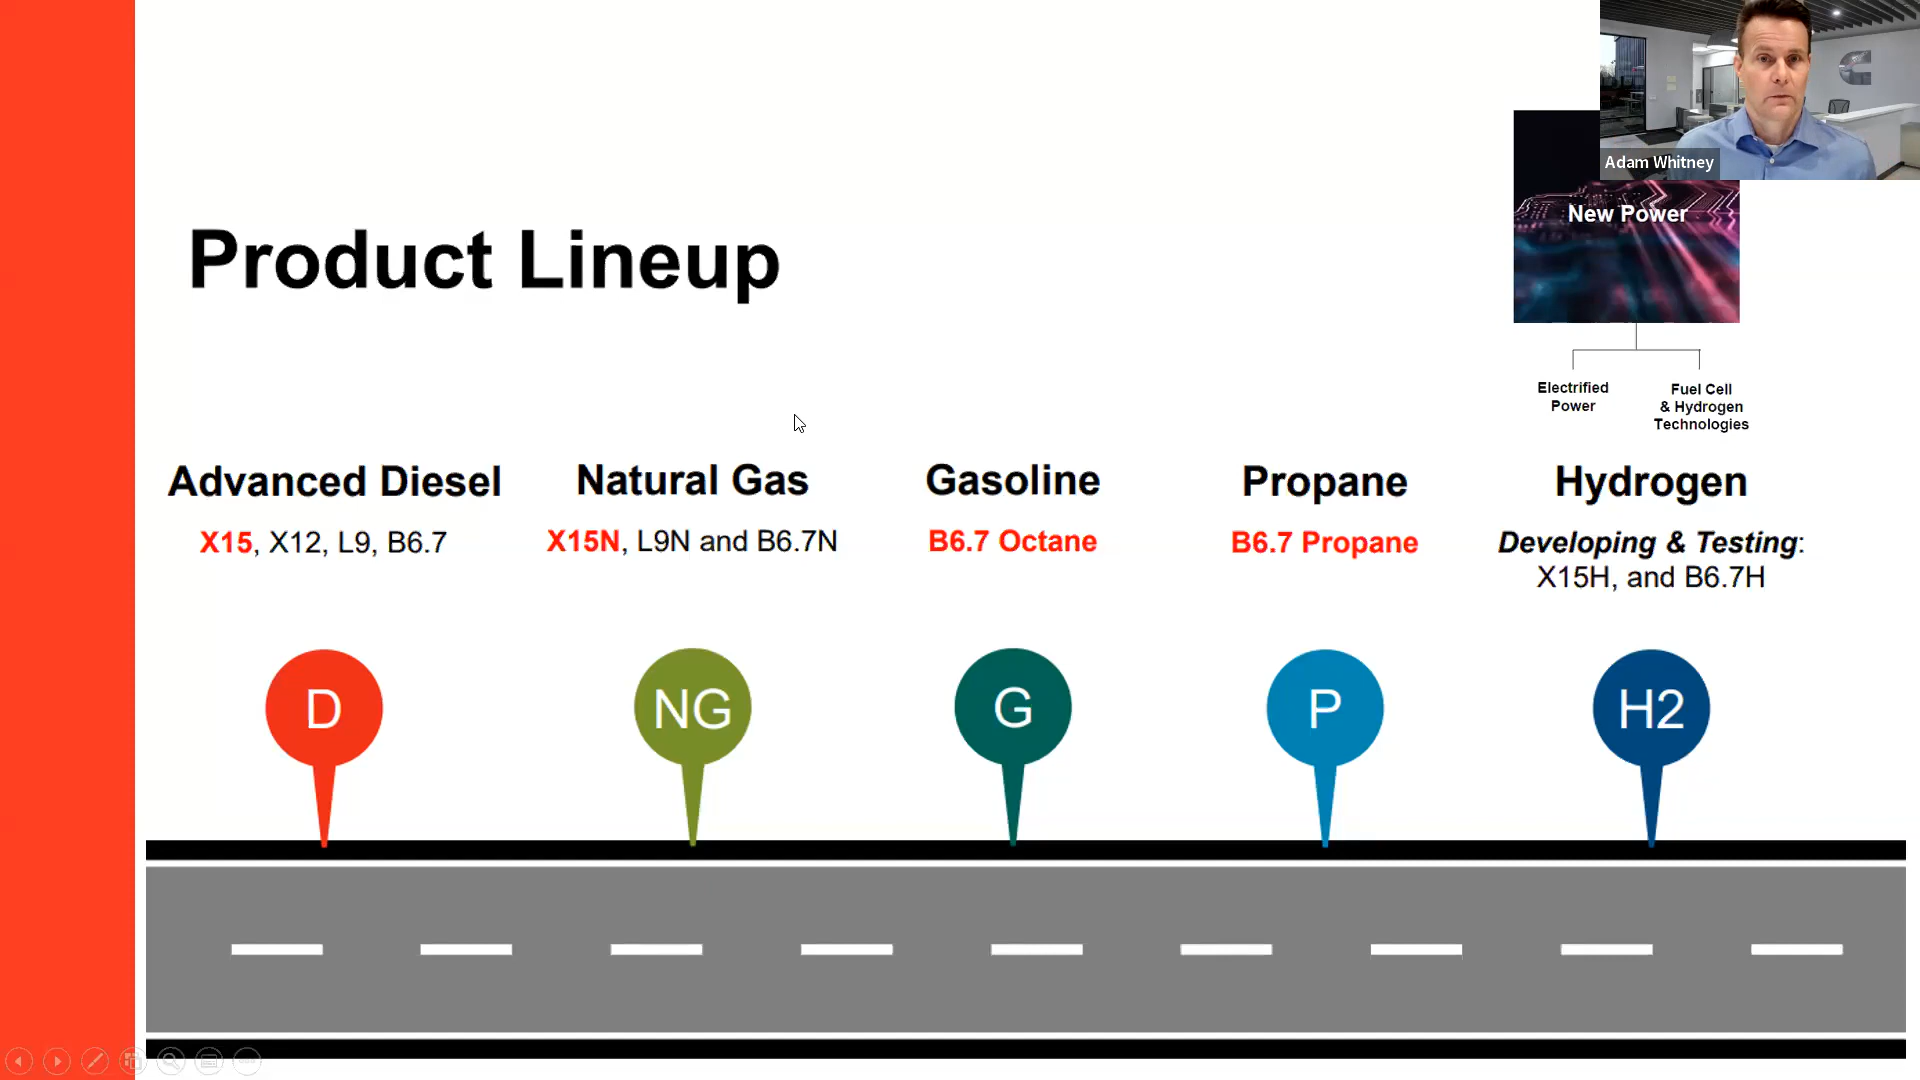 Adam Whitney
New Power
Product Lineup
Electrified
Power
Fuel Cell
& Hydrogen
Technologies
Advanced Diesel
X15, X12, L9, B6.7
Natural Gas
X15N, L9N and B6.7N
Gasoline
B6.7 Octane
Propane
B6.7 Propane
Hydrogen
Developing & Testing:
X15H, and B6.7H
D
NG
G
P
H2